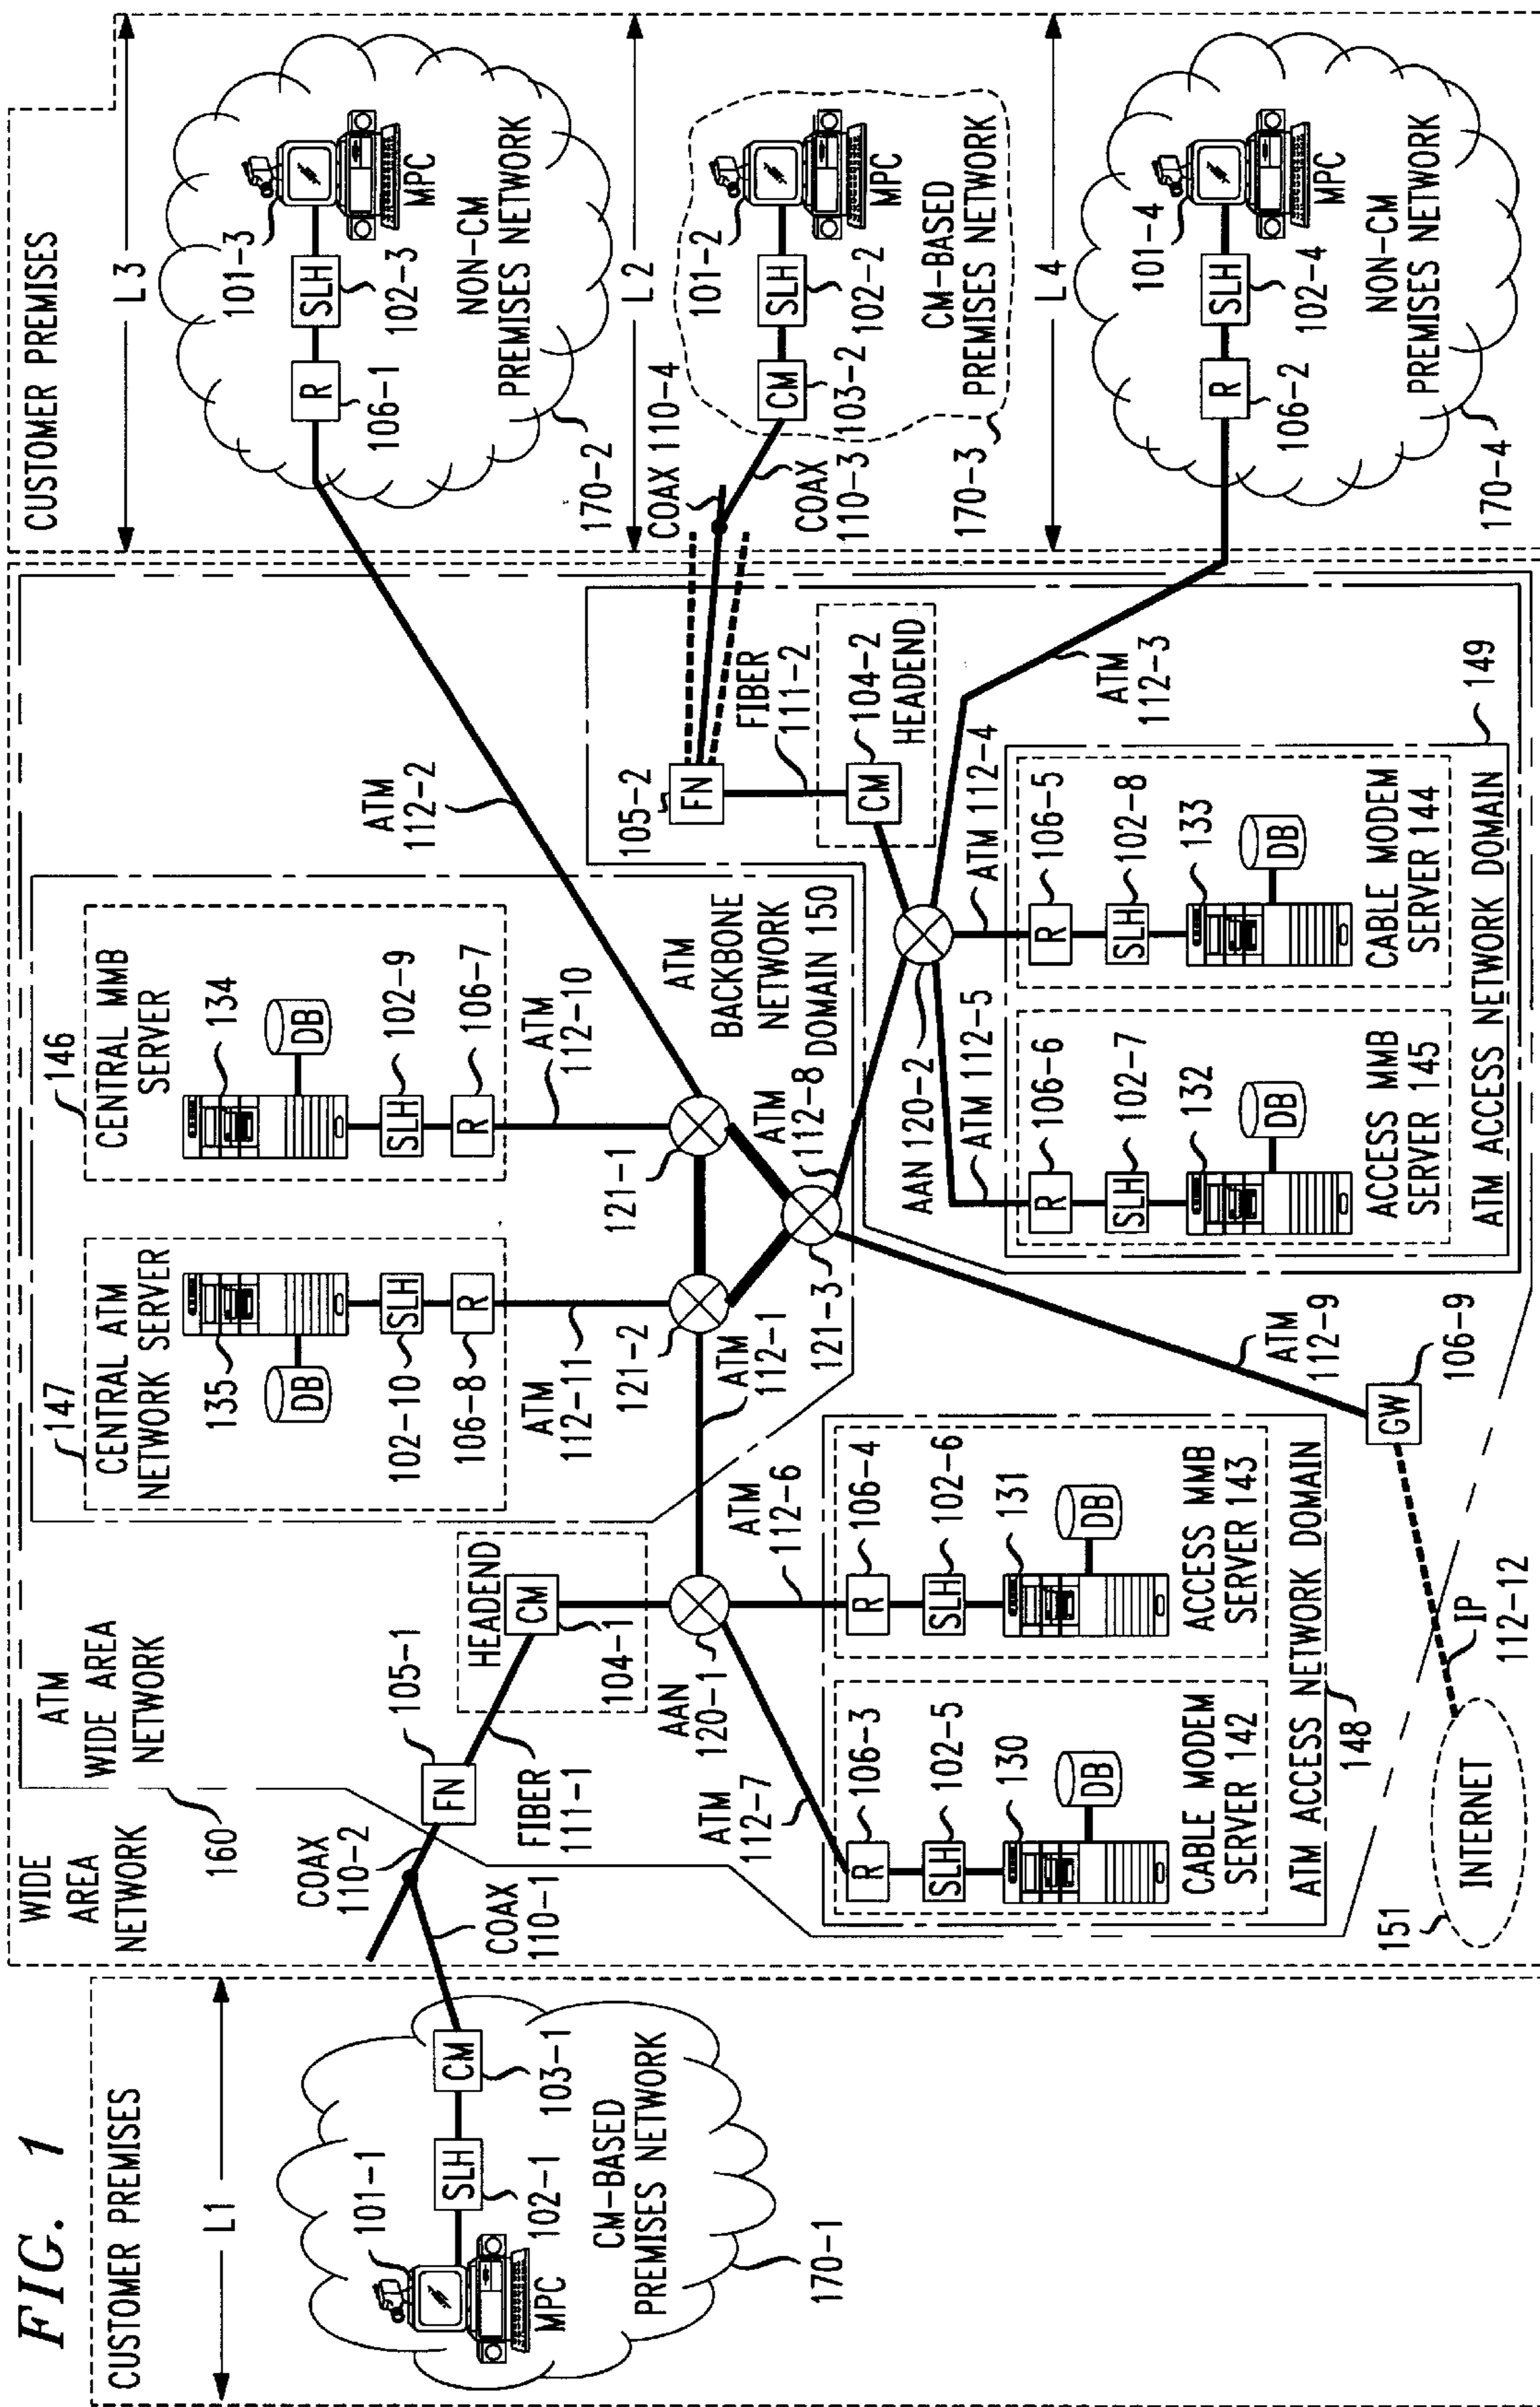 FIG. 1
CUSTOMER PREMISES
L1
101-1
MPC
SLH
102-1
CM
103-1
CM-BASED
PREMISES NETWORK
170-1
WIDE
AREA
NETWORK
160
ATM
WIDE AREA
NETWORK
COAX
110-2
COAX
110-1
105-1
FN
FIBER
111-1
HEADEND
CM
104-1
AAN
120-1
ATM
112-7
ATM
112-6
ATM
112-1
R
106-3
SLH
102-5
130
DB
CABLE MODEM
SERVER 142
R
106-4
SLH
102-6
131
DB
ACCESS MMB
SERVER 143
ATM ACCESS NETWORK DOMAIN
148
151
INTERNET
IP
112-12
GW
106-9
ATM
112-9
147
CENTRAL ATM
NETWORK SERVER
135
DB
SLH
102-10
R
106-8
ATM
112-11
121-2
146
CENTRAL MMB
SERVER
134
DB
SLH
102-9
R
106-7
ATM
112-10
121-1
121-3
ATM
BACKBONE
NETWORK
DOMAIN 150
ATM
112-8
ATM
112-2
105-2
FN
FIBER
111-2
CM
104-2
HEADEND
AAN 120-2
ATM 112-5
ATM 112-4
ATM
112-3
R
106-6
SLH
102-7
132
DB
ACCESS MMB
SERVER 145
R
106-5
SLH
102-8
133
DB
CABLE MODEM
SERVER 144
ATM ACCESS NETWORK DOMAIN
149
CUSTOMER PREMISES
L3
R
106-1
SLH
102-3
101-3
MPC
NON-CM
PREMISES NETWORK
170-2
L2
COAX 110-4
COAX
110-3
CM
103-2
SLH
102-2
101-2
MPC
CM-BASED
PREMISES NETWORK
170-3
L4
R
106-2
SLH
102-4
101-4
MPC
NON-CM
PREMISES NETWORK
170-4